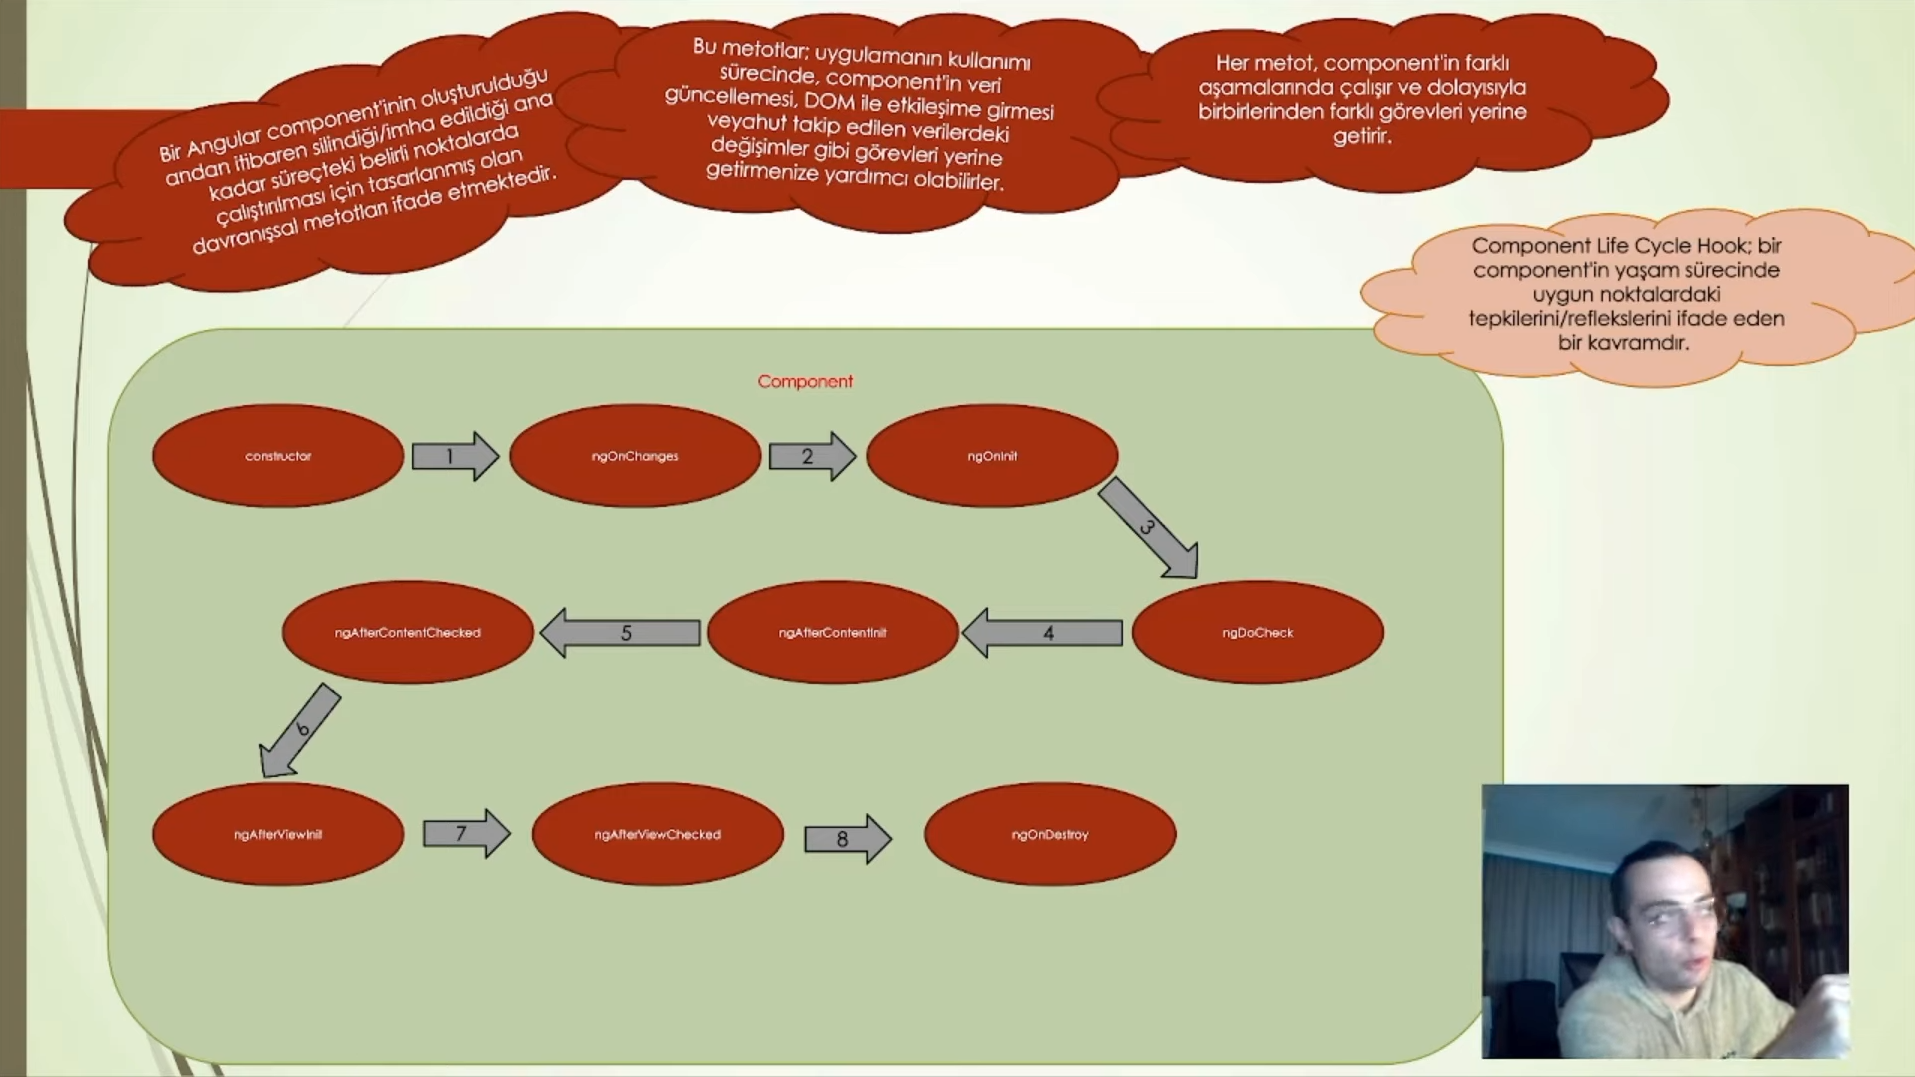 Bir Angular component'inin oluşturulduğu
andan itibaren silindiği/imha edildiği ana
kadar süreçteki belirli noktalarda
çalıştırılması için tasarlanmış olan
davranışsal metotları ifade etmektedir.
Bu metotlar; uygulamanın kullanımı
sürecinde, component'in veri
güncellemesi, DOM ile etkileşime girmesi
veyahut takip edilen verilerdeki
değişimler gibi görevleri yerine
getirmenize yardımcı olabilirler.
Her metot, component'in farklı
aşamalarında çalışır ve dolayısıyla
birbirlerinden farklı görevleri yerine
getirir.
Component Life Cycle Hook; bir
component'in yaşam sürecinde
uygun noktalardaki
tepkilerini/reflekslerini ifade eden
bir kavramdır.
Component
constructor
1
ngOnChanges
2
ngOnInit
3
ngDoCheck
4
ngAfterContentInit
5
ngAfterContentChecked
6
ngAfterViewInit
7
ngAfterViewChecked
8
ngOnDestroy